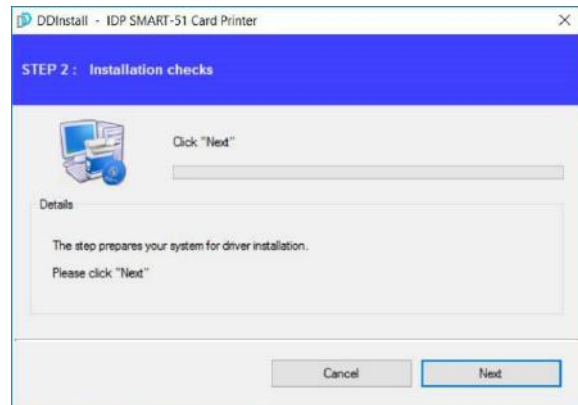 DDInstall - IDP SMART-51 Card Printer
STEP 2 : Installation checks
Click "Next"
Details
The step prepares your system for driver installation.
Please click "Next"
Cancel
Next